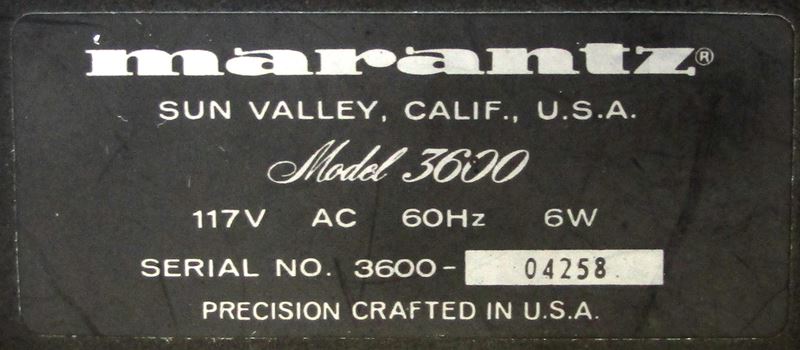 marantz®
SUN VALLEY, CALIF., U.S.A.
Model 3600
117V AC 60Hz 6W
SERIAL NO. 3600-04258
PRECISION CRAFTED IN U.S.A.